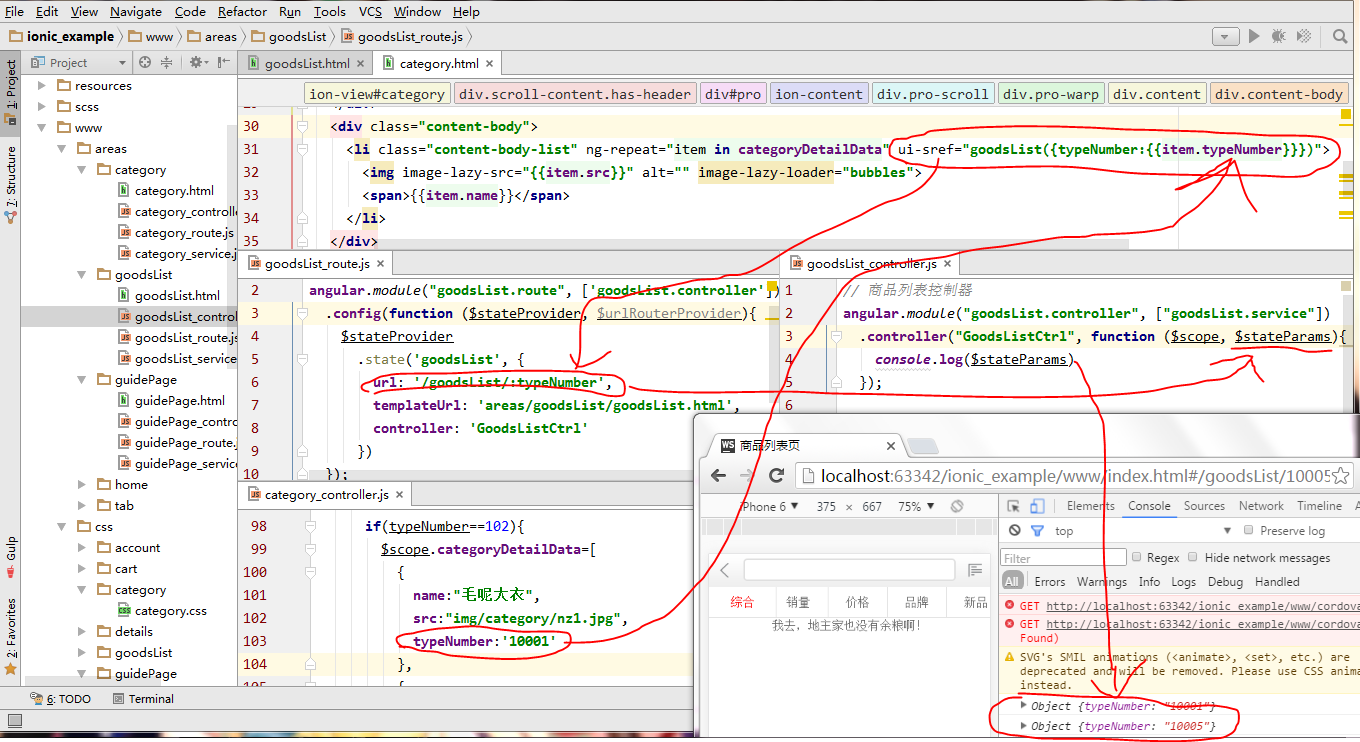 File Edit View Navigate Code Refactor Run Tools VCS Window Help
ionic_example www areas goodsList goodsList_route.js
1: Project
7: Structure
Gulp
2: Favorites
Project
resources
scss
www
areas
category
category.html
category_controlle
category_route.js
category_service.j
goodsList
goodsList.html
goodsList_control
goodsList_route.js
goodsList_service
guidePage
guidePage.html
guidePage_contro
guidePage_route.
guidePage_service
home
tab
css
account
cart
category
category.css
details
goodsList
guidePage
goodsList.html category.html
ion-view#category div.scroll-content.has-header div#pro ion-content div.pro-scroll div.pro-warp div.content div.content-body
30 <div class="content-body">
31 <li class="content-body-list" ng-repeat="item in categoryDetailData" ui-sref="goodsList({typeNumber:{{item.typeNumber}}})">
32 <img image-lazy-src="{{item.src}}" alt="" image-lazy-loader="bubbles">
33 <span>{{item.name}}</span>
34 </li>
35 </div>
goodsList_route.js
2 angular.module("goodsList.route", ['goodsList.controller'])
3 .config(function ($stateProvider, $urlRouterProvider){
4 $stateProvider
5 .state('goodsList', {
6 url: '/goodsList/:typeNumber',
7 templateUrl: 'areas/goodsList/goodsList.html',
8 controller: 'GoodsListCtrl'
9 })
10 });
goodsList_controller.js
1 // 商品列表控制器
2 angular.module("goodsList.controller", ["goodsList.service"])
3 .controller("GoodsListCtrl", function ($scope, $stateParams){
4 console.log($stateParams)
5 });
6
category_controller.js
98 if(typeNumber==102){
99 $scope.categoryDetailData=[
100 {
101 name:"毛呢大衣",
102 src:"img/category/nz1.jpg",
103 typeNumber:'10001'
104 },
105 {
商品列表页
localhost:63342/ionic_example/www/index.html#/goodsList/10005
iPhone 6 375 × 667 75%
综合 销量 价格 品牌 新品
我去，地主家也没有余粮啊！
Elements Console Sources Network Timeline
top Preserve log
Filter Regex Hide network messages
All Errors Warnings Info Logs Debug Handled
GET http://localhost:63342/ionic_example/www/cordova
GET http://localhost:63342/ionic_example/www/cordova
Found)
SVG's SMIL animations (<animate>, <set>, etc.) are
deprecated and will be removed. Please use CSS anima
instead.
Object {typeNumber: "10001"}
Object {typeNumber: "10005"}
6: TODO Terminal